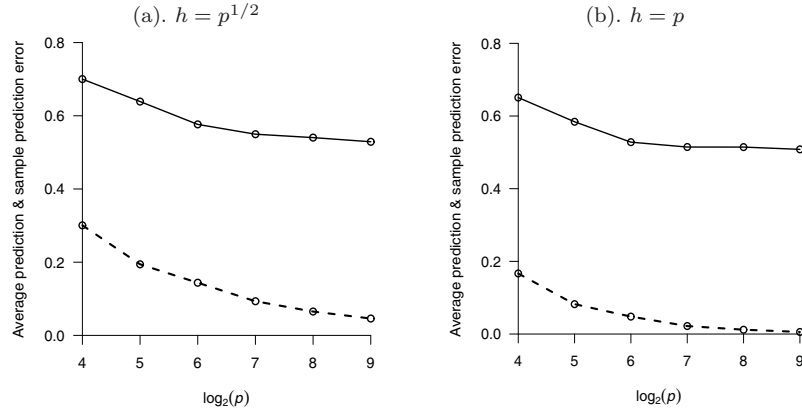 (a). h = p^{1/2}
Average prediction & sample prediction error
0.8
0.6
0.4
0.2
0.0
4 5 6 7 8 9
log₂(p)
(b). h = p
Average prediction & sample prediction error
0.8
0.6
0.4
0.2
0.0
4 5 6 7 8 9
log₂(p)